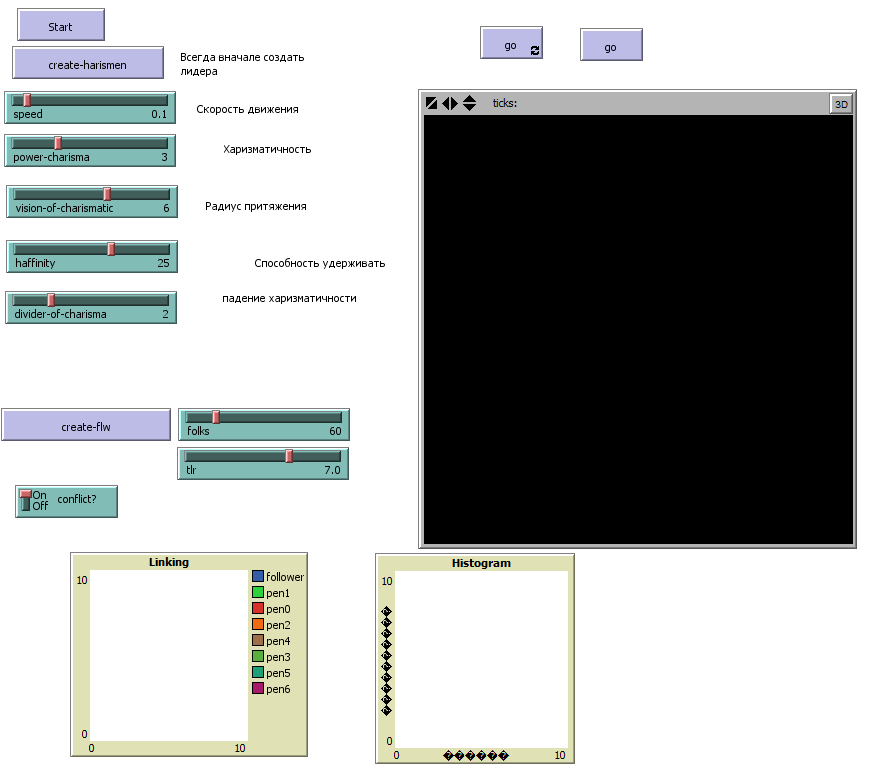 Start
go
go
create-harismen
Всегда вначале создать
лидера
speed 0.1
Скорость движения
ticks:
3D
power-charisma 3
Харизматичность
vision-of-charismatic 6
Радиус притяжения
haffinity 25
Способность удерживать
divider-of-charisma 2
падение харизматичности
create-flw
folks 60
tlr 7.0
On
Off
conflict?
Linking
10
0
0 10
follower
pen1
pen0
pen2
pen4
pen3
pen5
pen6
Histogram
10
0
0 ������ 10